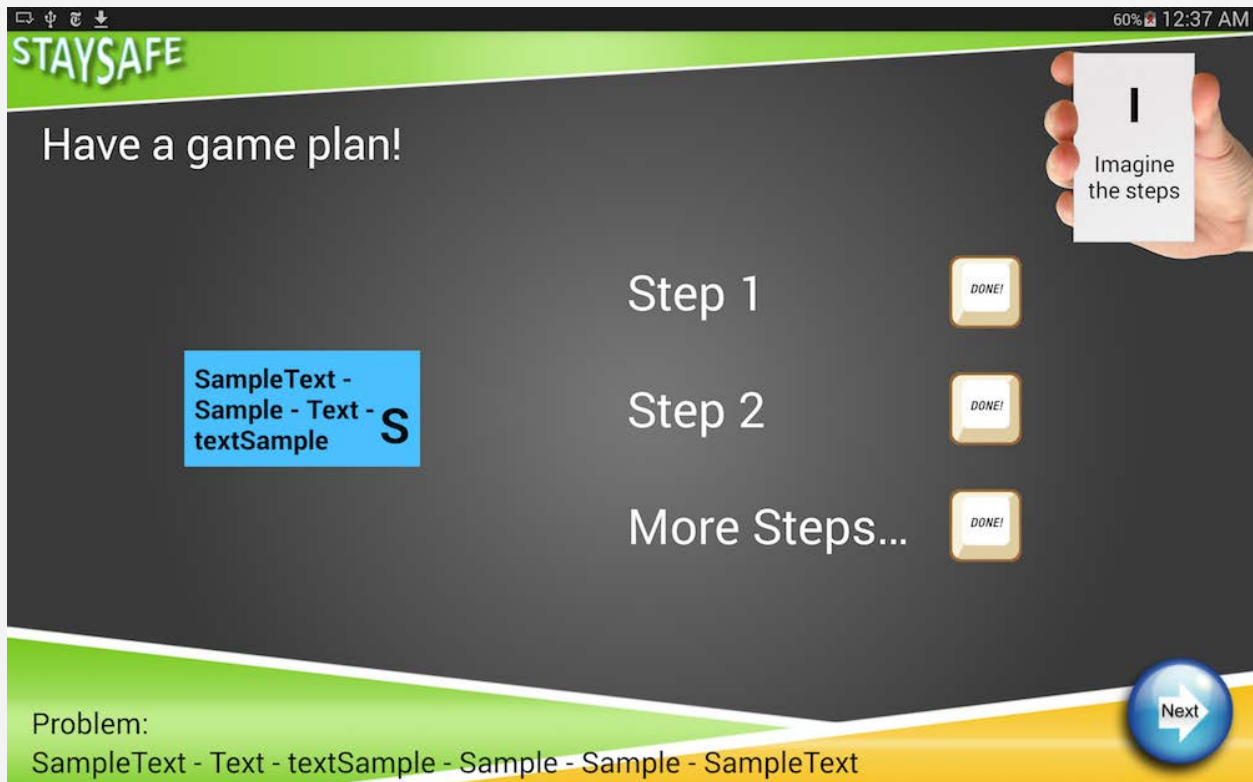 60% 12:37 AM
STAYSAFE
Have a game plan!
I
Imagine
the steps
Step 1
DONE!
SampleText -
Sample - Text -
textSample
S
Step 2
DONE!
More Steps...
DONE!
Next
Problem:
SampleText - Text - textSample - Sample - Sample - SampleText